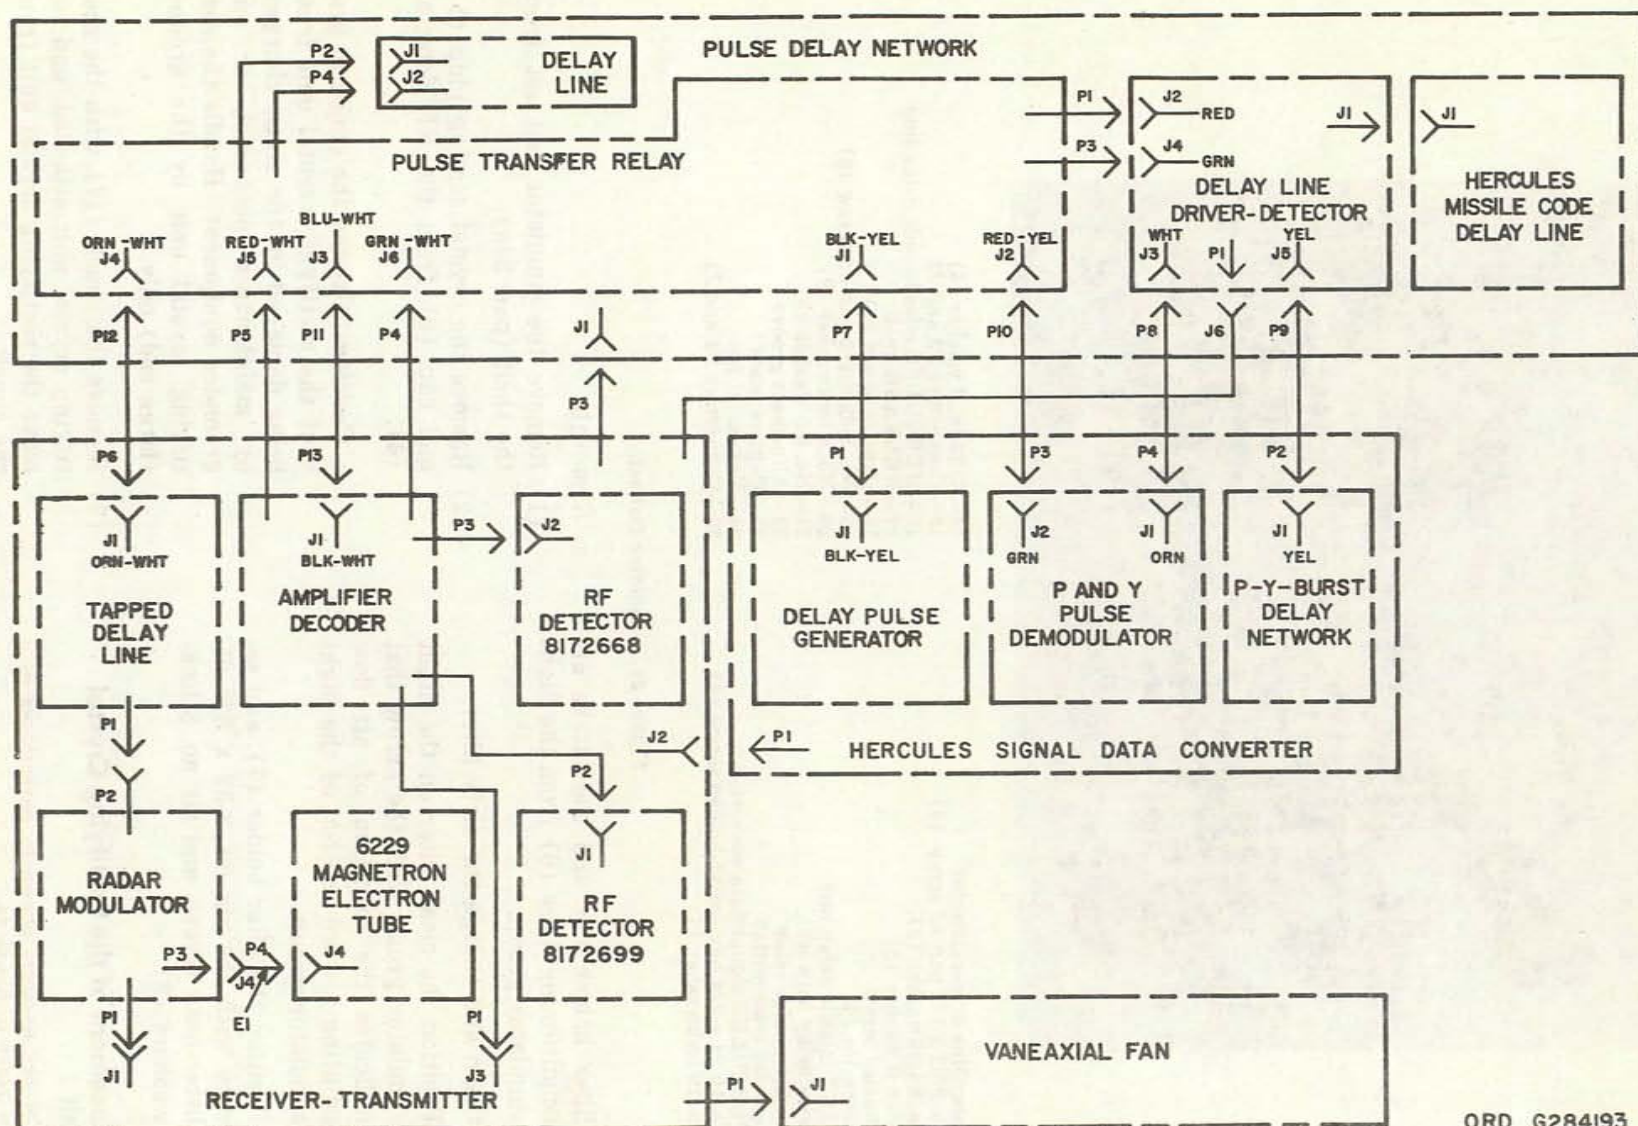 PULSE DELAY NETWORK
P2
P4
J1
J2
DELAY
LINE
PULSE TRANSFER RELAY
P1
P3
J2
RED
J4
GRN
J1
J1
DELAY LINE
DRIVER-DETECTOR
HERCULES
MISSILE CODE
DELAY LINE
ORN-WHT
J4
RED-WHT
J5
BLU-WHT
J3
GRN-WHT
J6
BLK-YEL
J1
RED-YEL
J2
WHT
J3
P1
YEL
J5
P12
P5
P11
P4
J1
P7
P10
P8
J6
P9
P3
P6
P13
P1
P3
P4
P2
J1
ORN-WHT
TAPPED
DELAY
LINE
J1
BLK-WHT
AMPLIFIER
DECODER
P3
J2
RF
DETECTOR
8172668
J1
BLK-YEL
DELAY PULSE
GENERATOR
J2
GRN
J1
ORN
P AND Y
PULSE
DEMODULATOR
J1
YEL
P-Y-BURST
DELAY
NETWORK
P1
J2
P1
HERCULES SIGNAL DATA CONVERTER
P2
P2
RADAR
MODULATOR
6229
MAGNETRON
ELECTRON
TUBE
J1
RF
DETECTOR
8172699
P3
P4
J4
J4
E1
P1
J1
P1
J3
RECEIVER-TRANSMITTER
P1
J1
VANEAXIAL FAN
ORD G284193